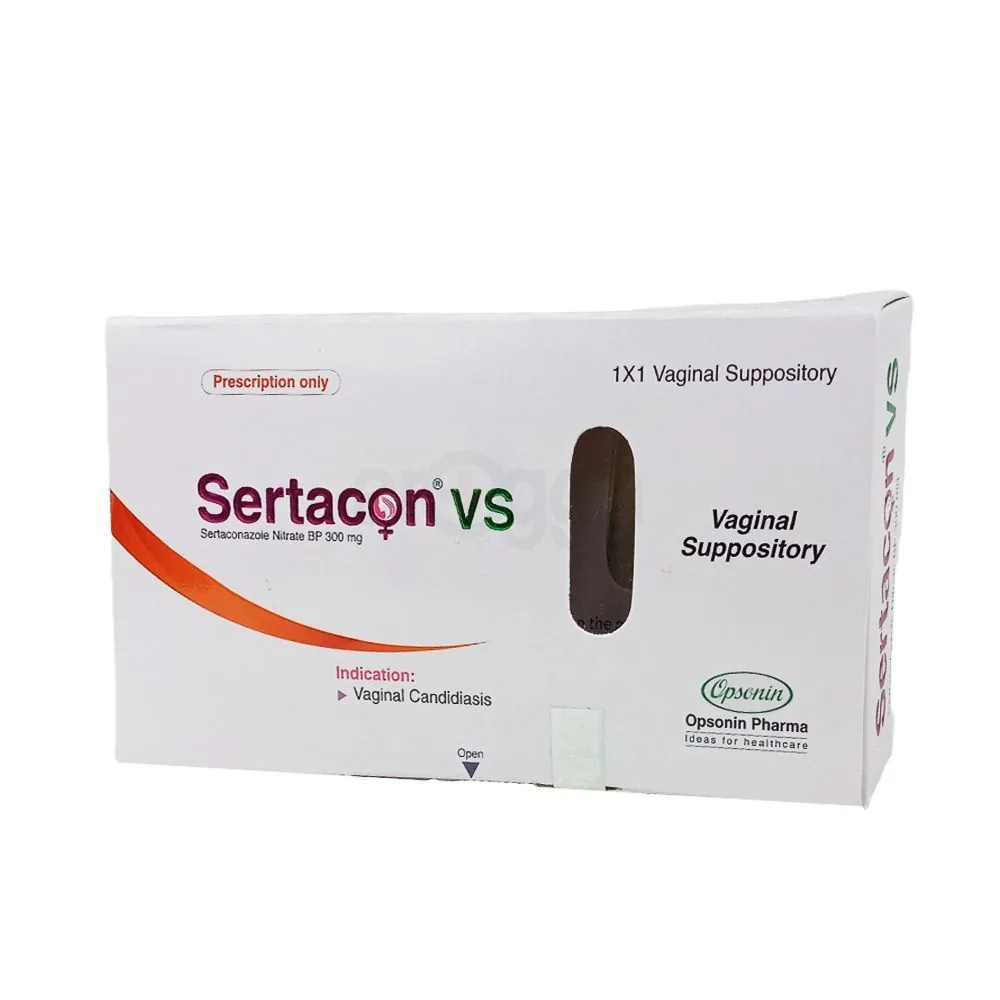 Prescription only
1X1 Vaginal Suppository
Sertacon® VS
Sertaconazole Nitrate BP 300 mg
Vaginal
Suppository
Indication:
Vaginal Candidiasis
Open
Opsonin
Opsonin Pharma
Ideas for healthcare
Sertacon® VS